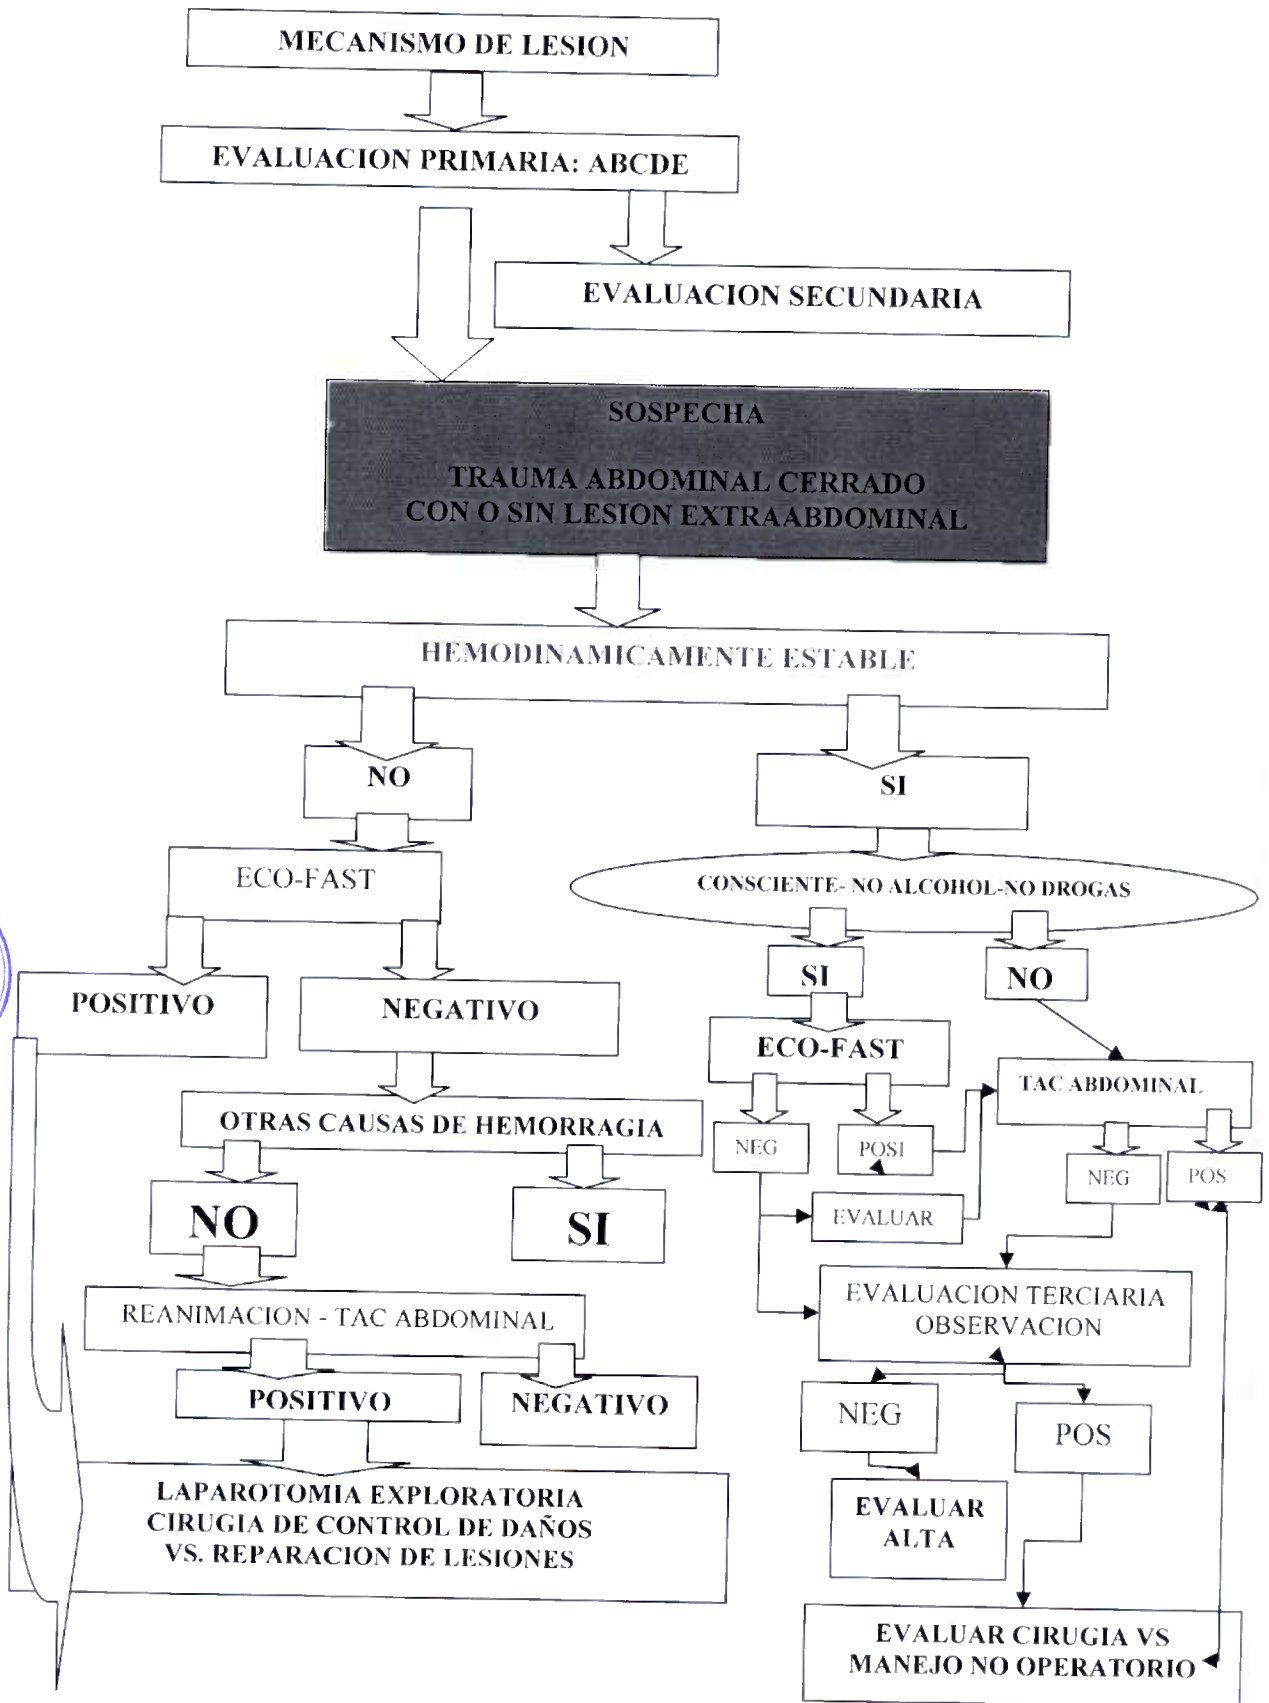 MECANISMO DE LESION
EVALUACION PRIMARIA: ABCDE
EVALUACION SECUNDARIA
SOSPECHA
TRAUMA ABDOMINAL CERRADO
CON O SIN LESION EXTRAABDOMINAL
HEMODINAMICAMENTE ESTABLE
NO
SI
ECO-FAST
CONSCIENTE- NO ALCOHOL-NO DROGAS
POSITIVO
NEGATIVO
SI
NO
ECO-FAST
TAC ABDOMINAL
OTRAS CAUSAS DE HEMORRAGIA
NEG
POSI
NEG
POS
NO
SI
EVALUAR
REANIMACION - TAC ABDOMINAL
EVALUACION TERCIARIA
OBSERVACION
POSITIVO
NEGATIVO
NEG
POS
LAPAROTOMIA EXPLORATORIA
CIRUGIA DE CONTROL DE DAÑOS
VS. REPARACION DE LESIONES
EVALUAR
ALTA
EVALUAR CIRUGIA VS
MANEJO NO OPERATORIO